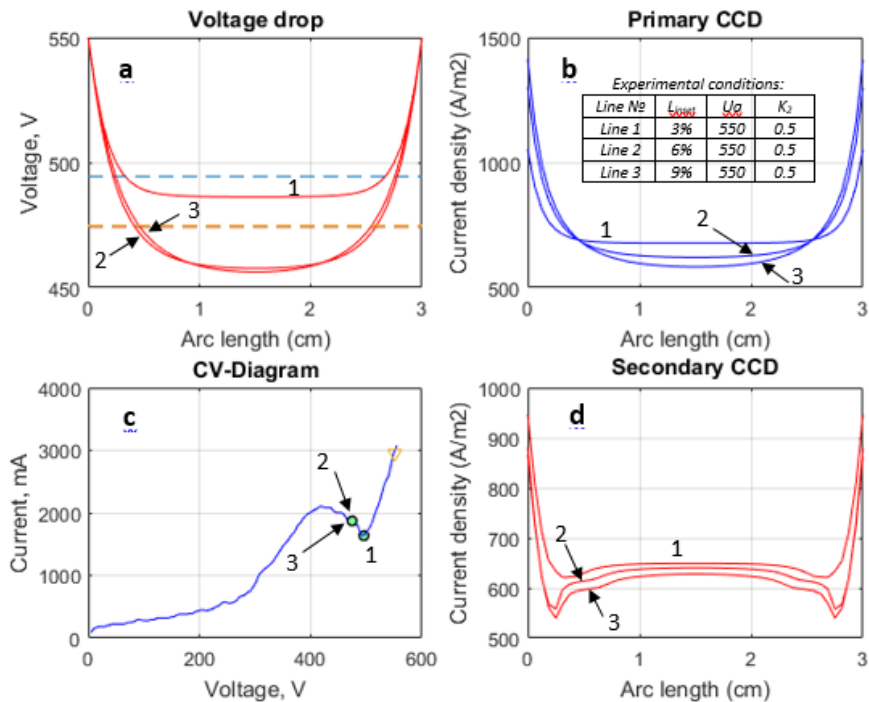 Voltage drop
550
500
450
Voltage, V
a
1
2
3
0
1
2
3
Arc length (cm)
Primary CCD
1500
1000
500
Current density (A/m2)
b
Experimental conditions:
Line № L_inset Ua K₂
Line 1 3% 550 0.5
Line 2 6% 550 0.5
Line 3 9% 550 0.5
1
2
3
0
1
2
3
Arc length (cm)
CV-Diagram
4000
3000
2000
1000
0
Current, mA
c
2
3
1
0
200
400
600
Voltage, V
Secondary CCD
1000
900
800
700
600
500
Current density (A/m2)
d
2
1
3
0
1
2
3
Arc length (cm)